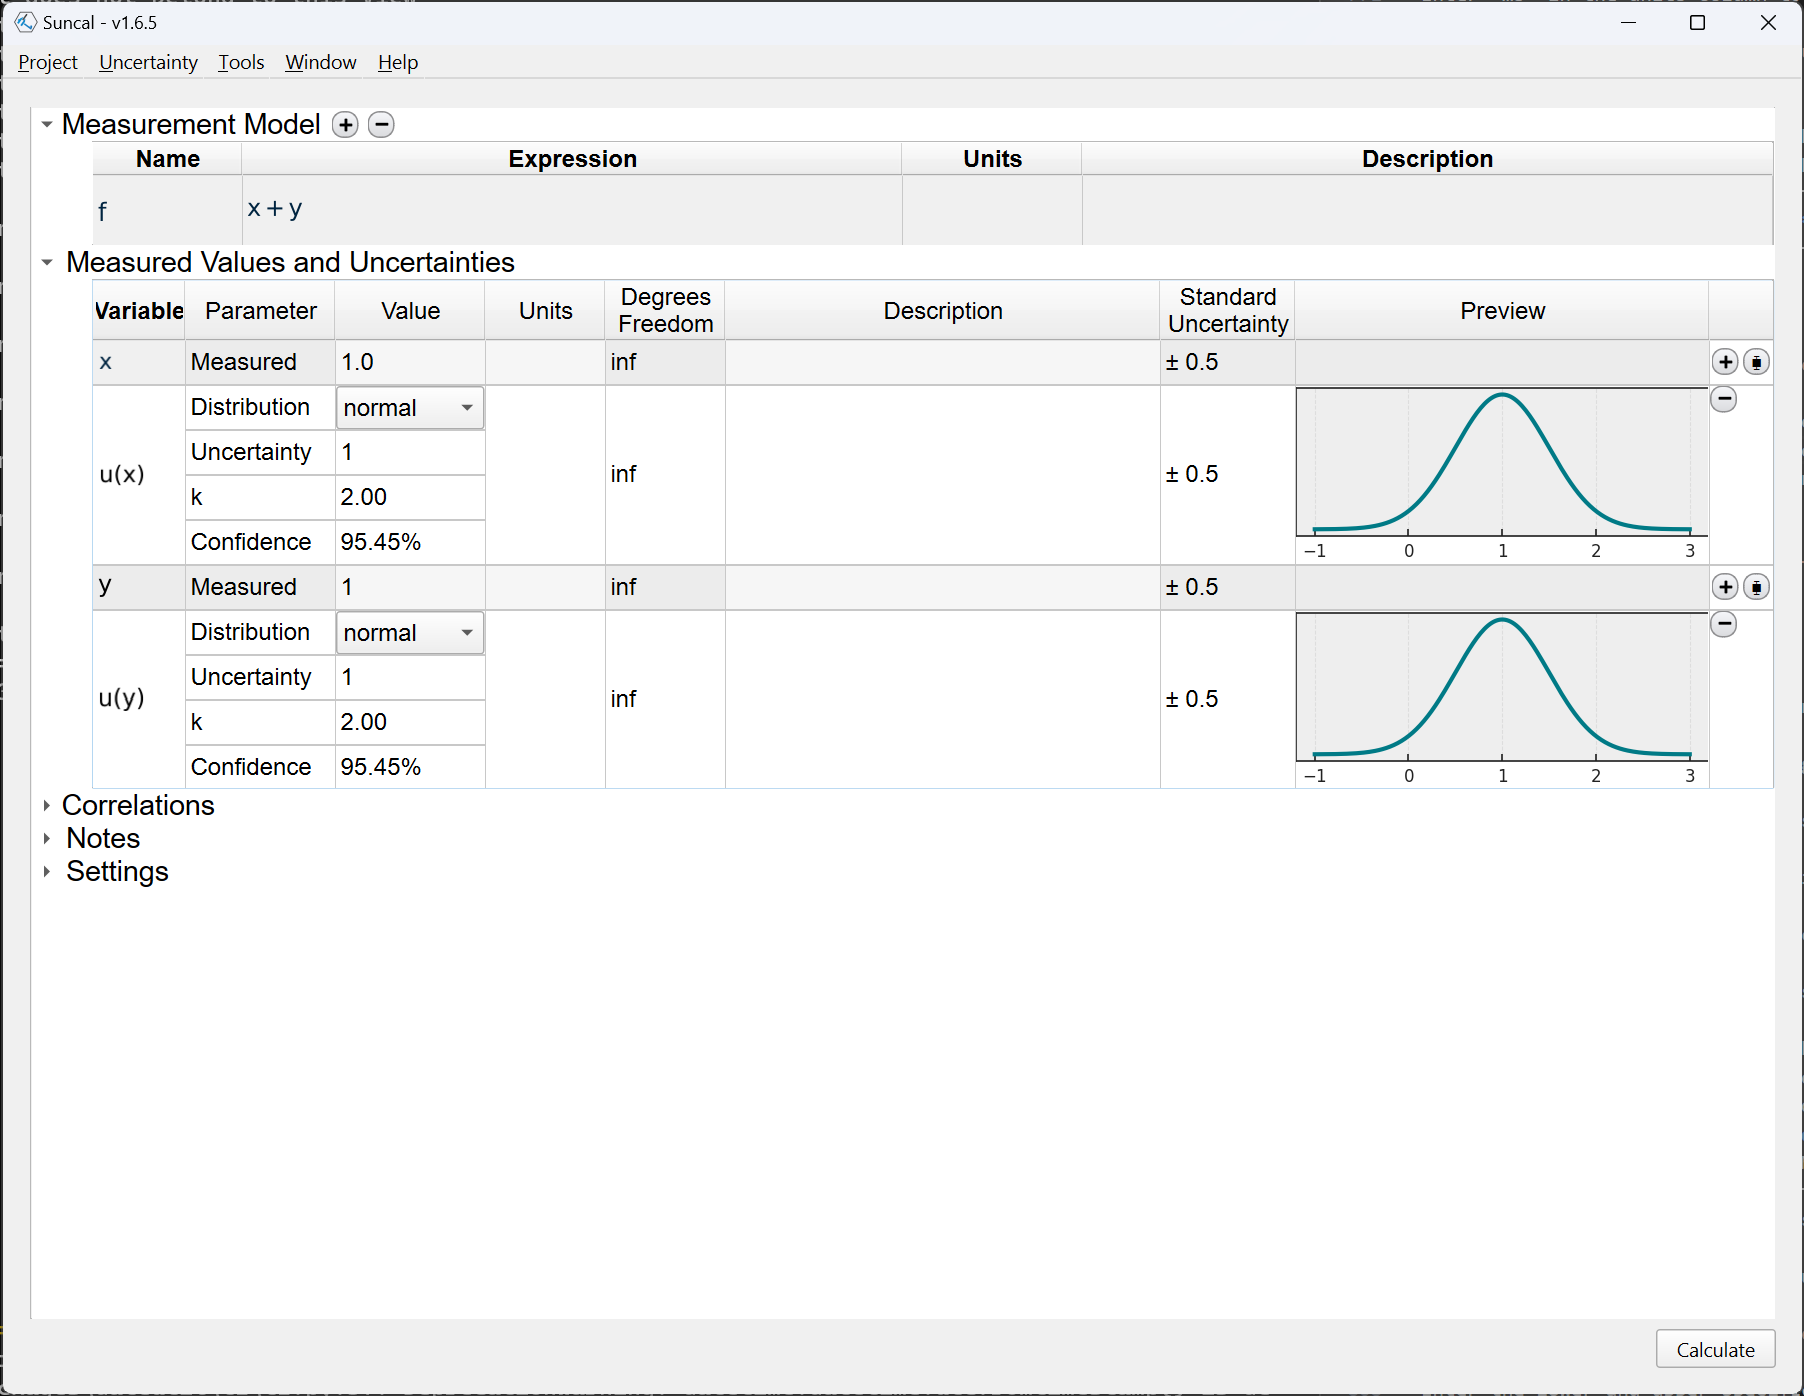 Suncal - v1.6.5
Project Uncertainty Tools Window Help
Measurement Model
Name Expression Units Description
f x + y
Measured Values and Uncertainties
Variable Parameter Value Units Degrees Freedom Description Standard Uncertainty Preview
x Measured 1.0 inf ± 0.5
u(x) inf ± 0.5
Distribution normal
Uncertainty 1
k 2.00
Confidence 95.45%
−1 0 1 2 3
y Measured 1 inf ± 0.5
u(y) inf ± 0.5
Distribution normal
Uncertainty 1
k 2.00
Confidence 95.45%
−1 0 1 2 3
Correlations
Notes
Settings
Calculate